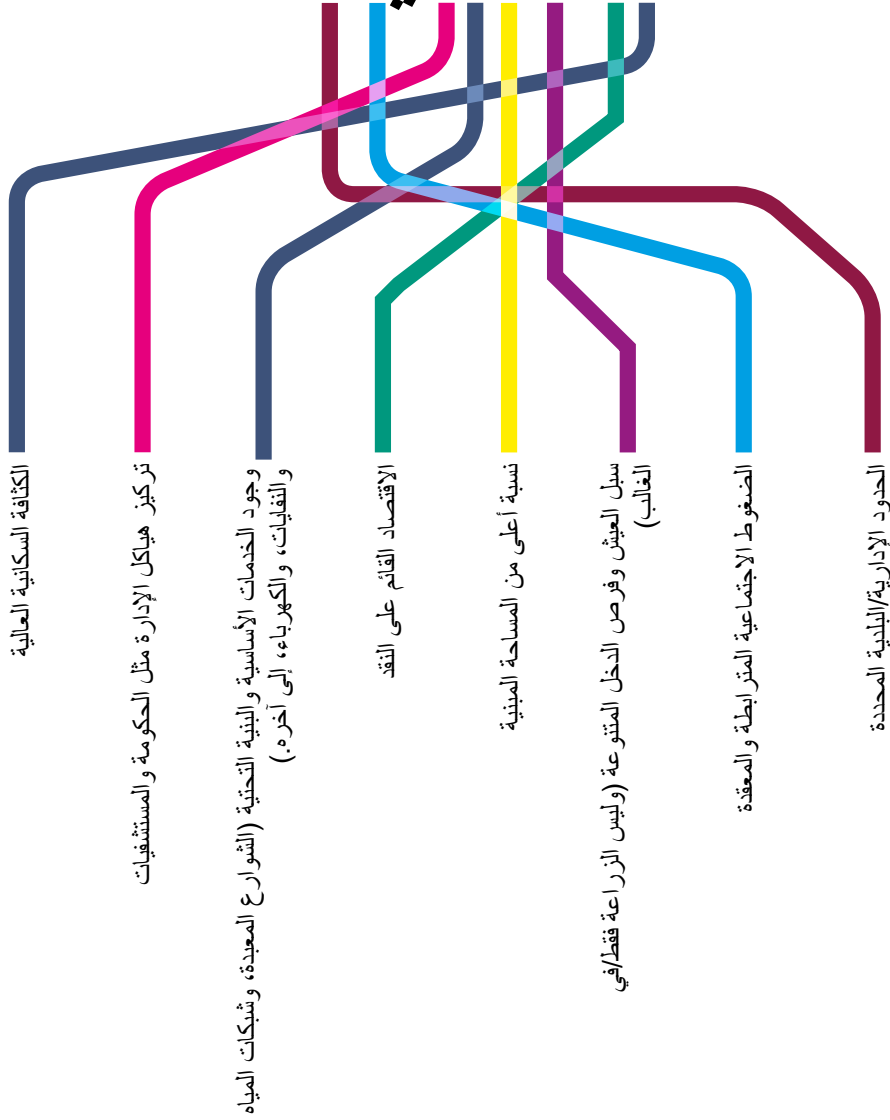 الكثافة السكانية العالية
تركيز هياكل الإدارة مثل الحكومة والمستشفيات
وجود الخدمات الأساسية والبنية التحتية (الشوارع المعبدة، وشبكات المياه
والنفايات، والكهرباء، إلى آخره.)
الاقتصاد القائم على النقد
نسبة أعلى من المساحة المبنية
سبل العيش وفرص الدخل المتنوعة (وليس الزراعة فقط/في
الغالب)
الضغوط الاجتماعية المترابطة والمعقدة
الحدود الإدارية/البلدية المحددة